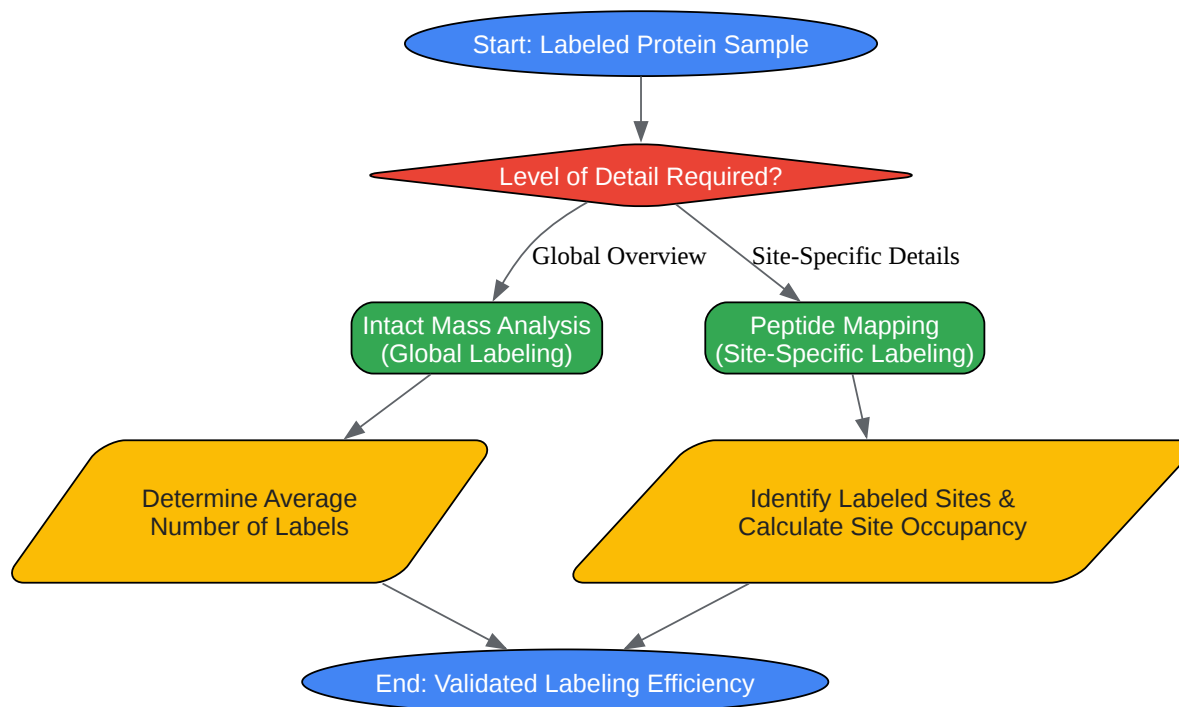 Start: Labeled Protein Sample
Level of Detail Required?
Global Overview
Site-Specific Details
Intact Mass Analysis
(Global Labeling)
Peptide Mapping
(Site-Specific Labeling)
Determine Average
Number of Labels
Identify Labeled Sites &
Calculate Site Occupancy
End: Validated Labeling Efficiency